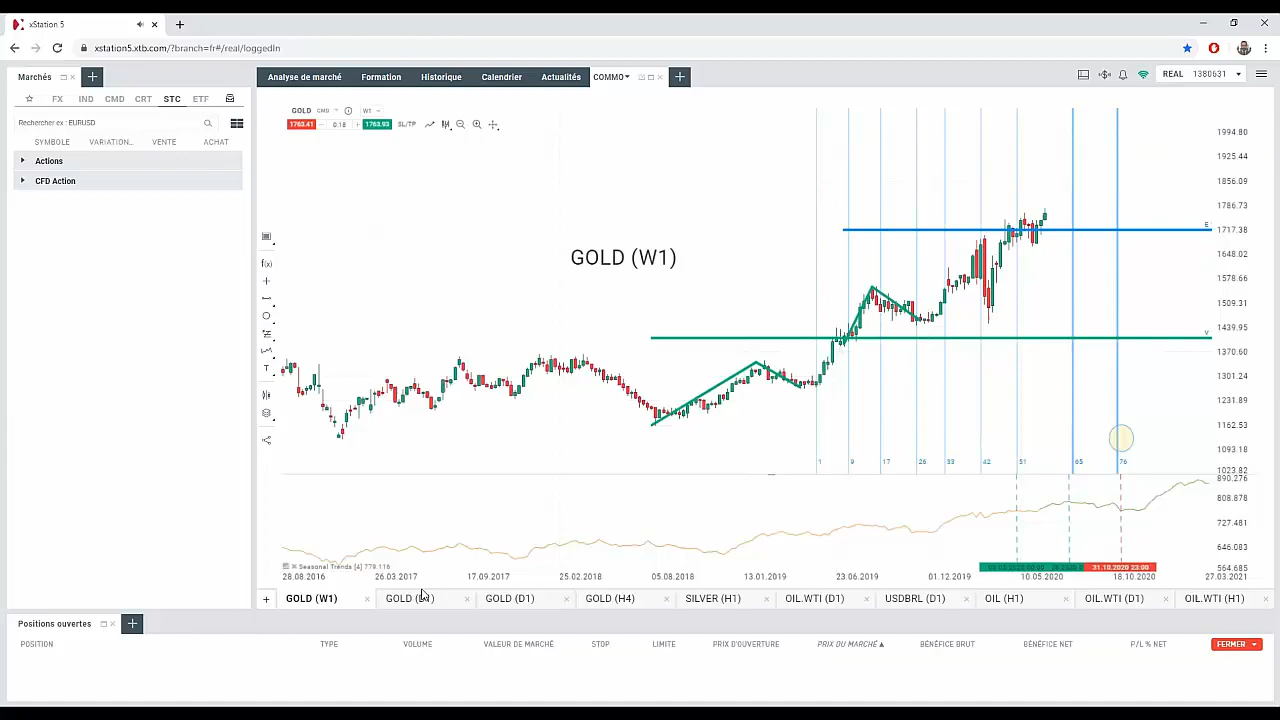 xStation 5
xstation5.xtb.com/?branch=fr#/real/loggedIn
Marchés
Analyse de marché Formation Historique Calendrier Actualités COMMO
REAL 1380631
FX IND CMD CRT STC ETF
Rechercher ex : EURUSD
SYMBOLE VARIATION... VENTE ACHAT
Actions
CFD Action
GOLD CMD W1
1763.41 0.18 1763.93 SL/TP
GOLD (W1)
1994.80
1925.44
1856.09
1786.73
E
1717.38
1648.02
1578.66
1509.31
1439.95
V
1370.60
1301.24
1231.89
1162.53
1093.18
1023.82
f(x)
T
1 9 17 26 33 42 51 65 76
890.276
808.878
727.481
646.083
564.685
Seasonal Trends [4] 779.116
31.10.2020 23:00
28.08.2016 26.03.2017 17.09.2017 25.02.2018 05.08.2018 13.01.2019 23.06.2019 01.12.2019 10.05.2020 18.10.2020 27.03.2021
GOLD (W1) GOLD GOLD (D1) GOLD (H4) SILVER (H1) OIL.WTI (D1) USDBRL (D1) OIL (H1) OIL.WTI (D1) OIL.WTI (H1)
Positions ouvertes
POSITION TYPE VOLUME VALEUR DE MARCHÉ STOP LIMITE PRIX D'OUVERTURE PRIX DU MARCHÉ ▲ BÉNÉFICE BRUT BÉNÉFICE NET P/L % NET FERMER